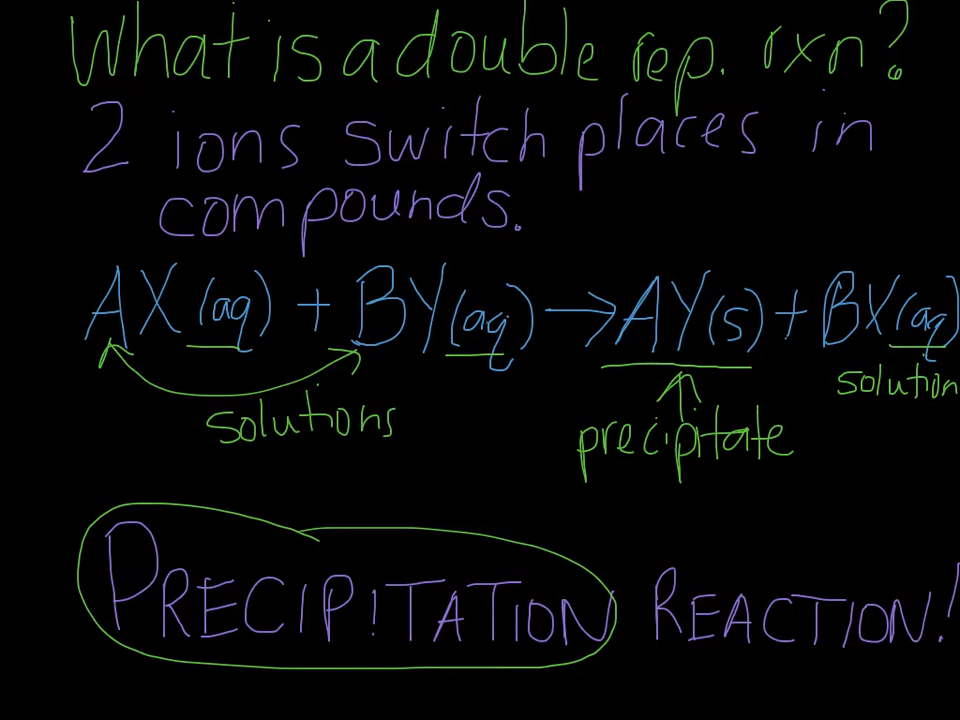 What is a double rep. rxn?
2 ions switch places in
compounds.
AX(aq) + BY(aq) → AY(s) + BX(aq)
solution
solutions
precipitate
PRECIPITATION REACTION!